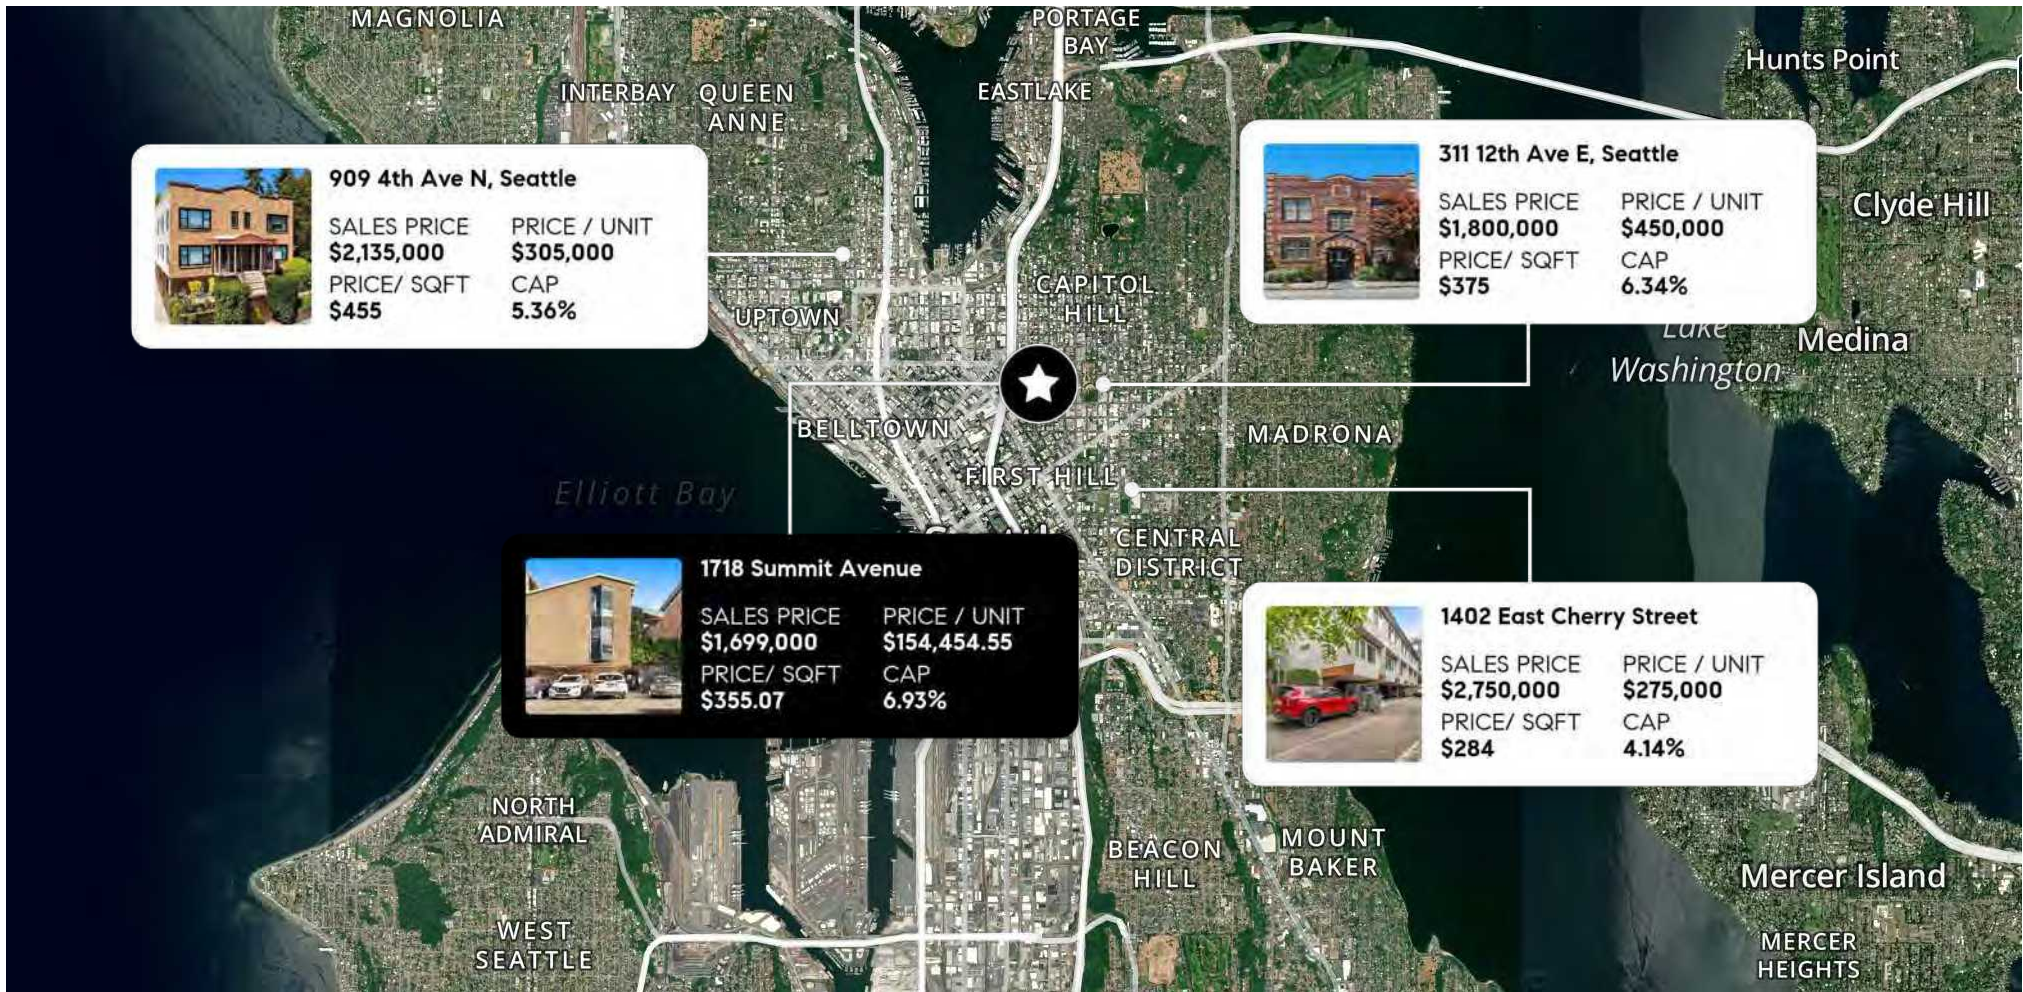 MAGNOLIA
PORTAGE
BAY
Hunts Point
INTERBAY
QUEEN
ANNE
EASTLAKE
909 4th Ave N, Seattle
SALES PRICE PRICE / UNIT
$2,135,000 $305,000
PRICE/ SQFT CAP
$455 5.36%
311 12th Ave E, Seattle
SALES PRICE PRICE / UNIT
$1,800,000 $450,000
PRICE/ SQFT CAP
$375 6.34%
Clyde Hill
CAPITOL
HILL
UPTOWN
Lake
Washington
Medina
BELLTOWN
MADRONA
FIRST HILL
Elliott Bay
CENTRAL
DISTRICT
1718 Summit Avenue
SALES PRICE PRICE / UNIT
$1,699,000 $154,454.55
PRICE/ SQFT CAP
$355.07 6.93%
1402 East Cherry Street
SALES PRICE PRICE / UNIT
$2,750,000 $275,000
PRICE/ SQFT CAP
$284 4.14%
NORTH
ADMIRAL
BEACON
HILL
MOUNT
BAKER
Mercer Island
WEST
SEATTLE
MERCER
HEIGHTS